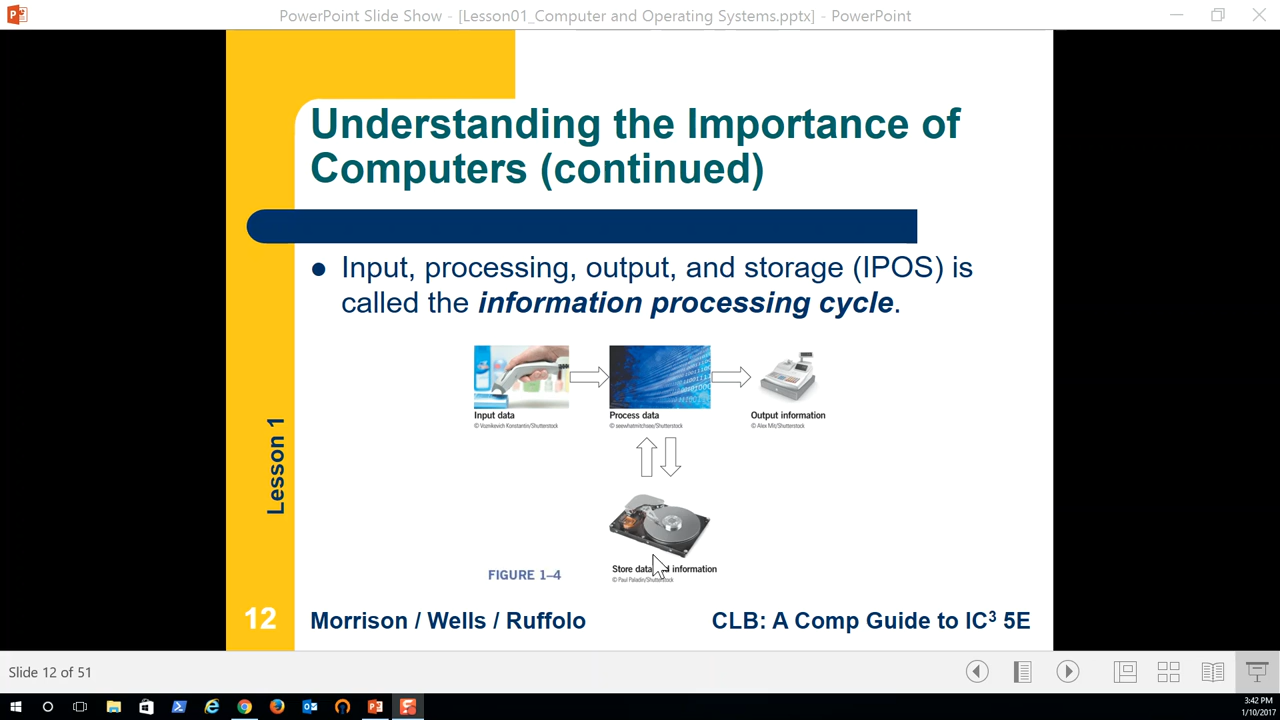 PowerPoint Slide Show - [Lesson01_Computer and Operating Systems.pptx] - PowerPoint
Understanding the Importance of
Computers (continued)
● Input, processing, output, and storage (IPOS) is
called the information processing cycle.
Input data
© Voznikevich Konstantin/Shutterstock
Process data
© seewhatmitchsee/Shutterstock
Output information
© Alex Mit/Shutterstock
Store data information
© Paul Paladin/Shutterstock
FIGURE 1–4
Lesson 1
12
Morrison / Wells / Ruffolo
CLB: A Comp Guide to IC³ 5E
Slide 12 of 51
3:42 PM
1/10/2017